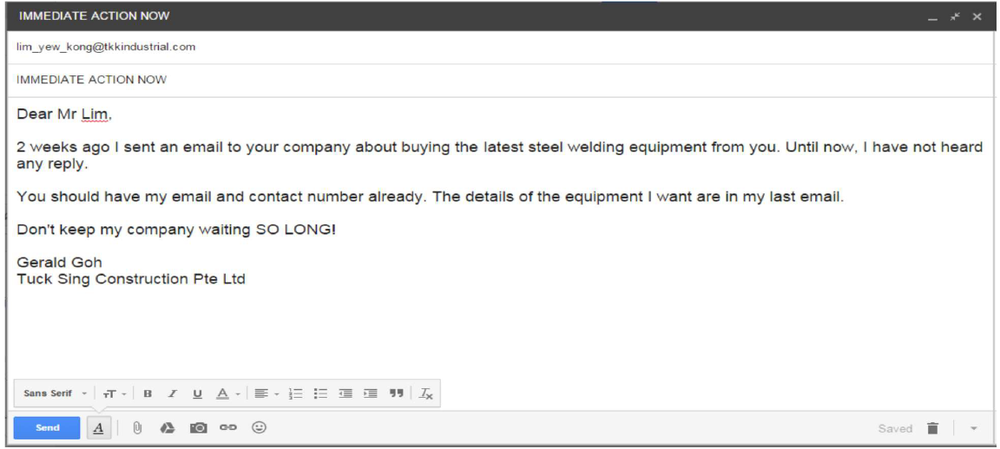 IMMEDIATE ACTION NOW
lim_yew_kong@tkkindustrial.com
IMMEDIATE ACTION NOW
Dear Mr Lim,
2 weeks ago I sent an email to your company about buying the latest steel welding equipment from you. Until now, I have not heard
any reply.
You should have my email and contact number already. The details of the equipment I want are in my last email.
Don't keep my company waiting SO LONG!
Gerald Goh
Tuck Sing Construction Pte Ltd
Sans Serif
Send
Saved